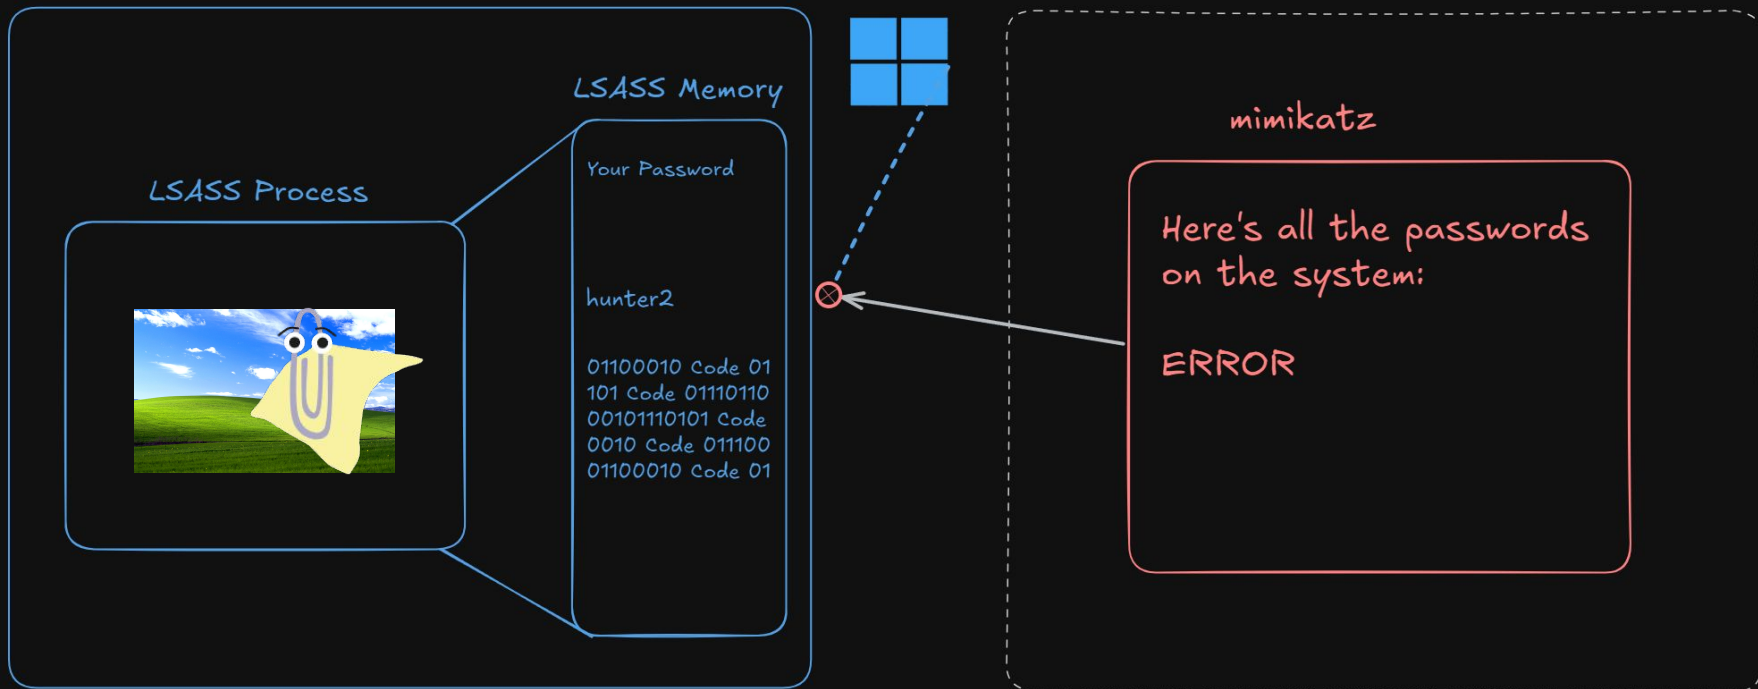 LSASS Process
LSASS Memory
Your Password
hunter2
01100010 Code 01
101 Code 01110110
00101110101 Code
0010 Code 011100
01100010 Code 01
mimikatz
Here's all the passwords
on the system:
ERROR